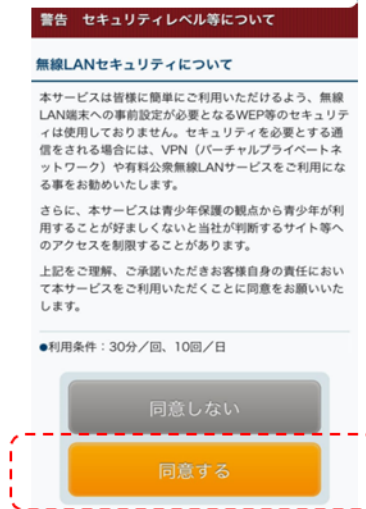 警告 セキュリティレベル等について
無線LANセキュリティについて
本サービスは皆様に簡単にご利用いただけるよう、無線
LAN端末への事前設定が必要となるWEP等のセキュリテ
ィは使用しておりません。セキュリティを必要とする通
信をされる場合には、VPN（バーチャルプライベートネ
ットワーク）や有料公衆無線LANサービスをご利用にな
る事をお勧めいたします。
さらに、本サービスは青少年保護の観点から青少年が利
用することが好ましくないと当社が判断するサイト等へ
のアクセスを制限することがあります。
上記をご理解、ご承諾いただきお客様自身の責任におい
て本サービスをご利用いただくことに同意をお願いいた
します。
●利用条件：30分／回、10回／日
同意しない
同意する